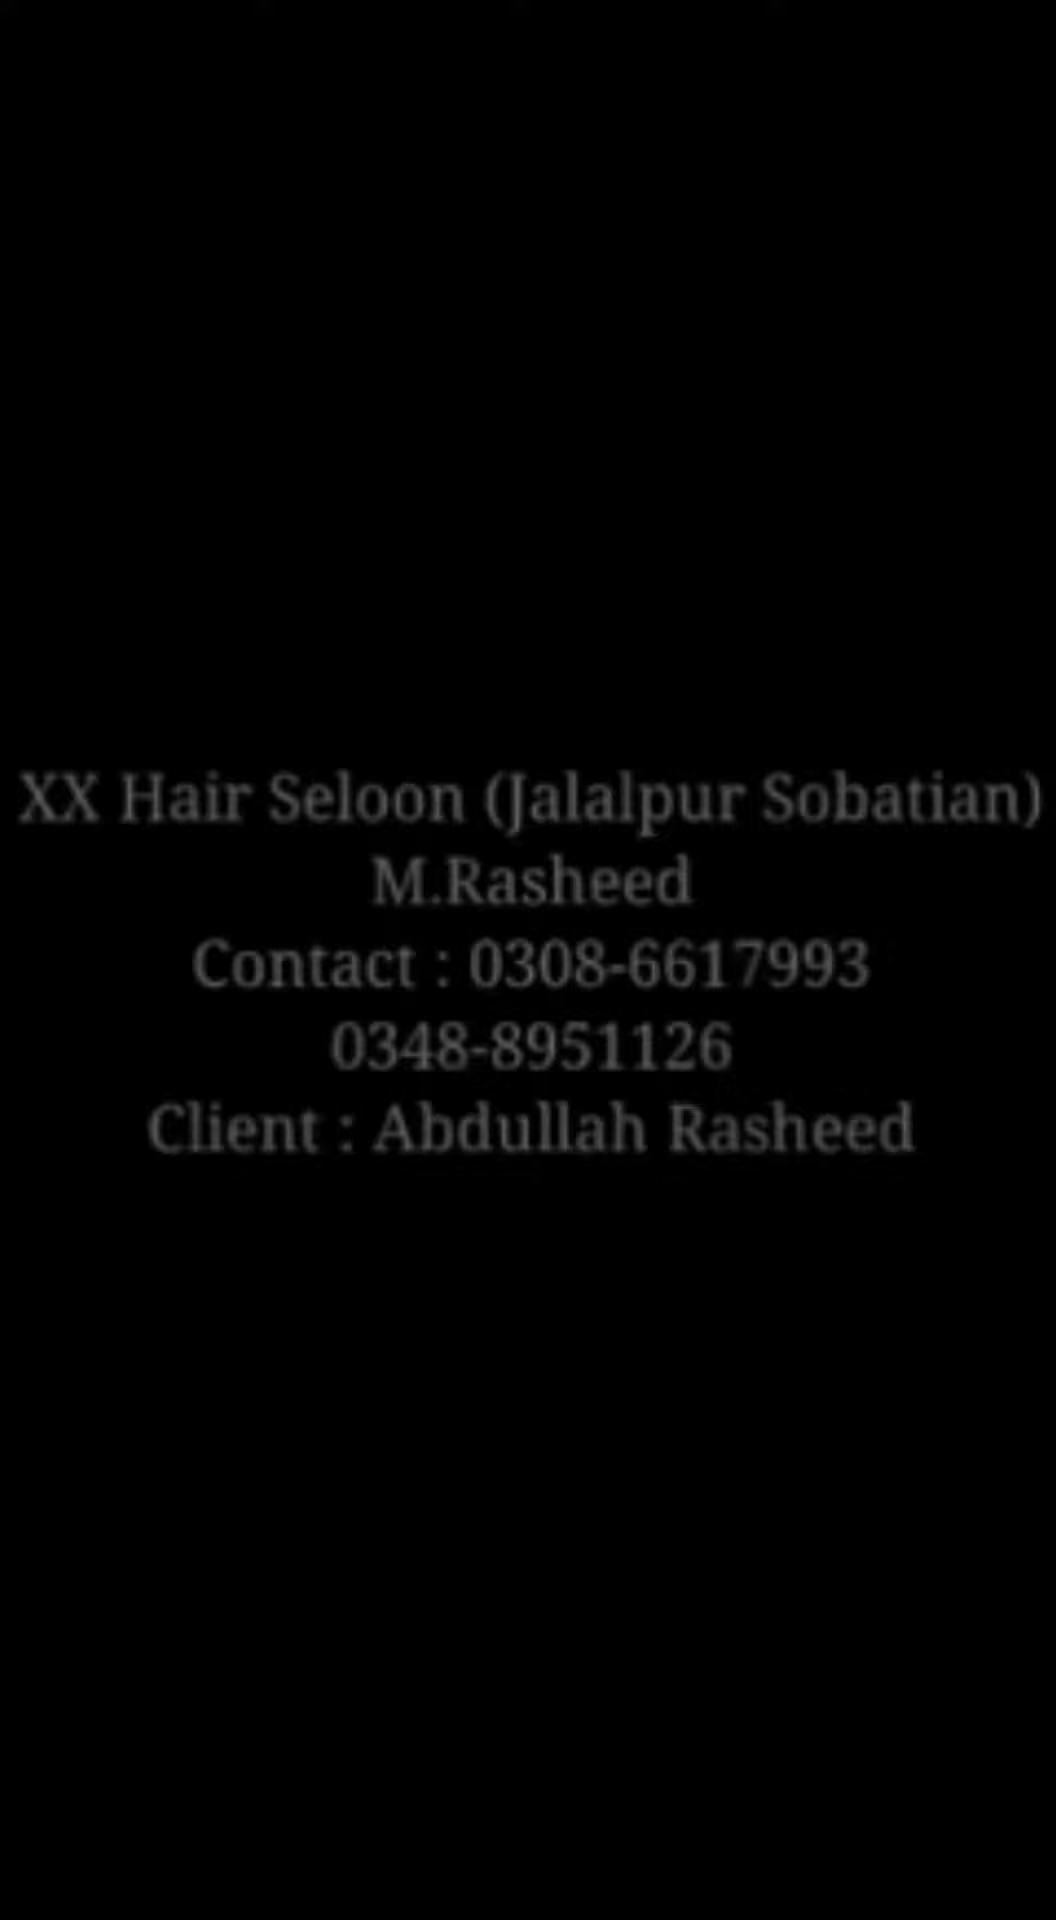 XX Hair Seloon (Jalalpur Sobatian)
M.Rasheed
Contact : 0308-6617993
0348-8951126
Client : Abdullah Rasheed